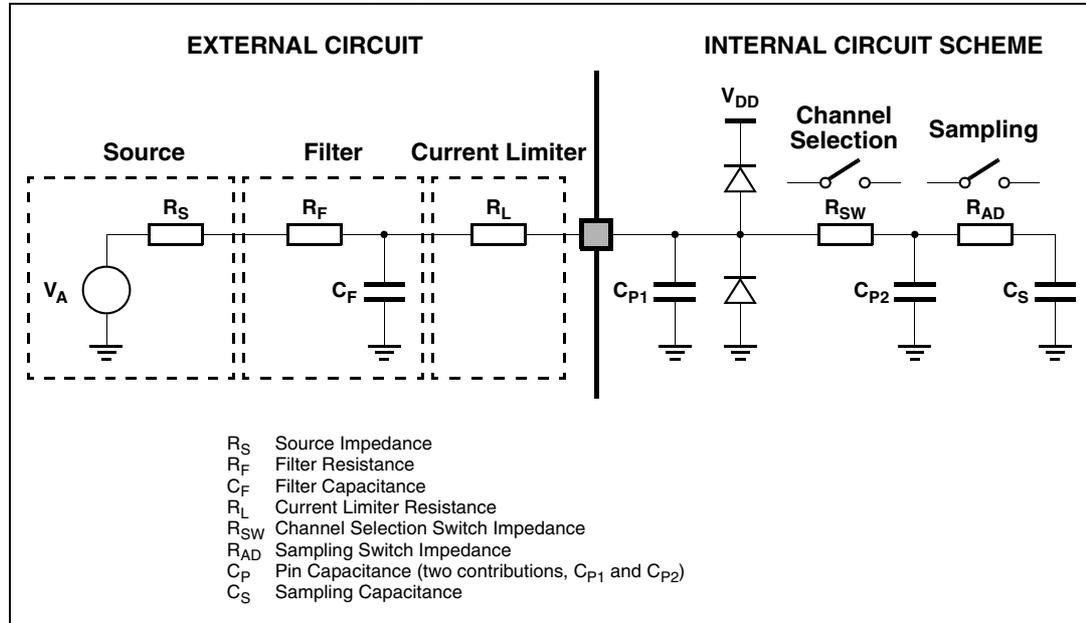 EXTERNAL CIRCUIT
INTERNAL CIRCUIT SCHEME
VDD
Channel
Selection
Sampling
Source
Filter
Current Limiter
RS
RF
RL
RSW
RAD
VA
CF
CP1
CP2
CS
RS Source Impedance
RF Filter Resistance
CF Filter Capacitance
RL Current Limiter Resistance
RSW Channel Selection Switch Impedance
RAD Sampling Switch Impedance
CP Pin Capacitance (two contributions, CP1 and CP2)
CS Sampling Capacitance